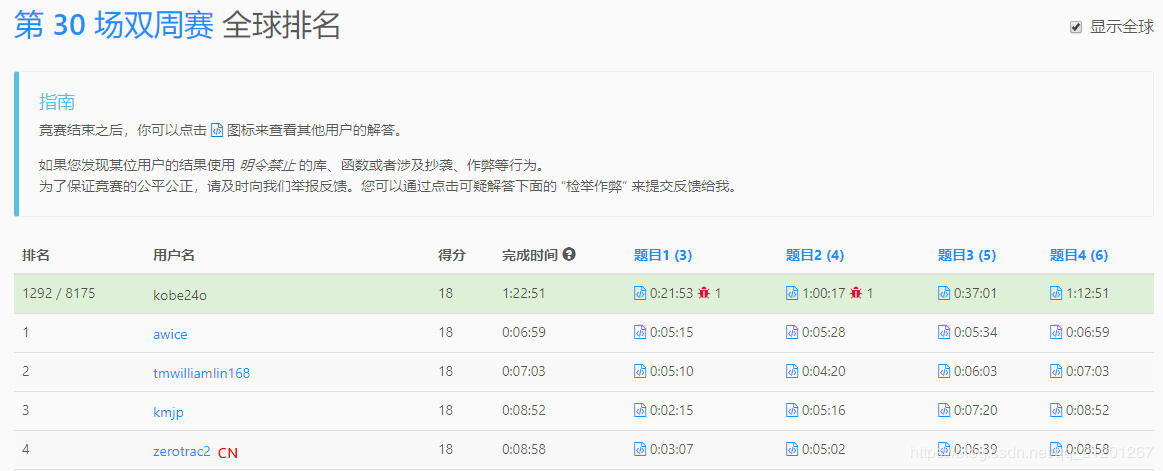 第 30 场双周赛 全球排名
显示全球
指南
竞赛结束之后，你可以点击 图标来查看其他用户的解答。
如果您发现某位用户的结果使用 明令禁止 的库、函数或者涉及抄袭、作弊等行为。
为了保证竞赛的公平公正，请及时向我们举报反馈。您可以通过点击可疑解答下面的 “检举作弊” 来提交反馈给我。
排名 用户名 得分 完成时间 题目1 (3) 题目2 (4) 题目3 (5) 题目4 (6)
1292 / 8175 kobe24o 18 1:22:51 0:21:53 1 1:00:17 1 0:37:01 1:12:51
1 awice 18 0:06:59 0:05:15 0:05:28 0:05:34 0:06:59
2 tmwilliamlin168 18 0:07:03 0:05:10 0:04:20 0:06:03 0:07:03
3 kmjp 18 0:08:52 0:02:15 0:05:16 0:07:20 0:08:52
4 zerotrac2 CN 18 0:08:58 0:03:07 0:05:02 0:06:39 0:08:58